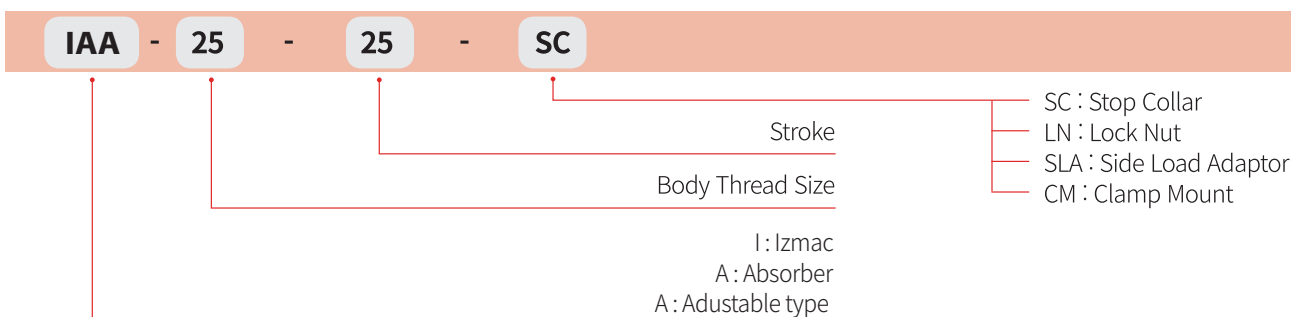 IAA - 25 - 25 - SC
SC : Stop Collar
LN : Lock Nut
SLA : Side Load Adaptor
CM : Clamp Mount
Stroke
Body Thread Size
I : Izmac
A : Absorber
A : Adustable type